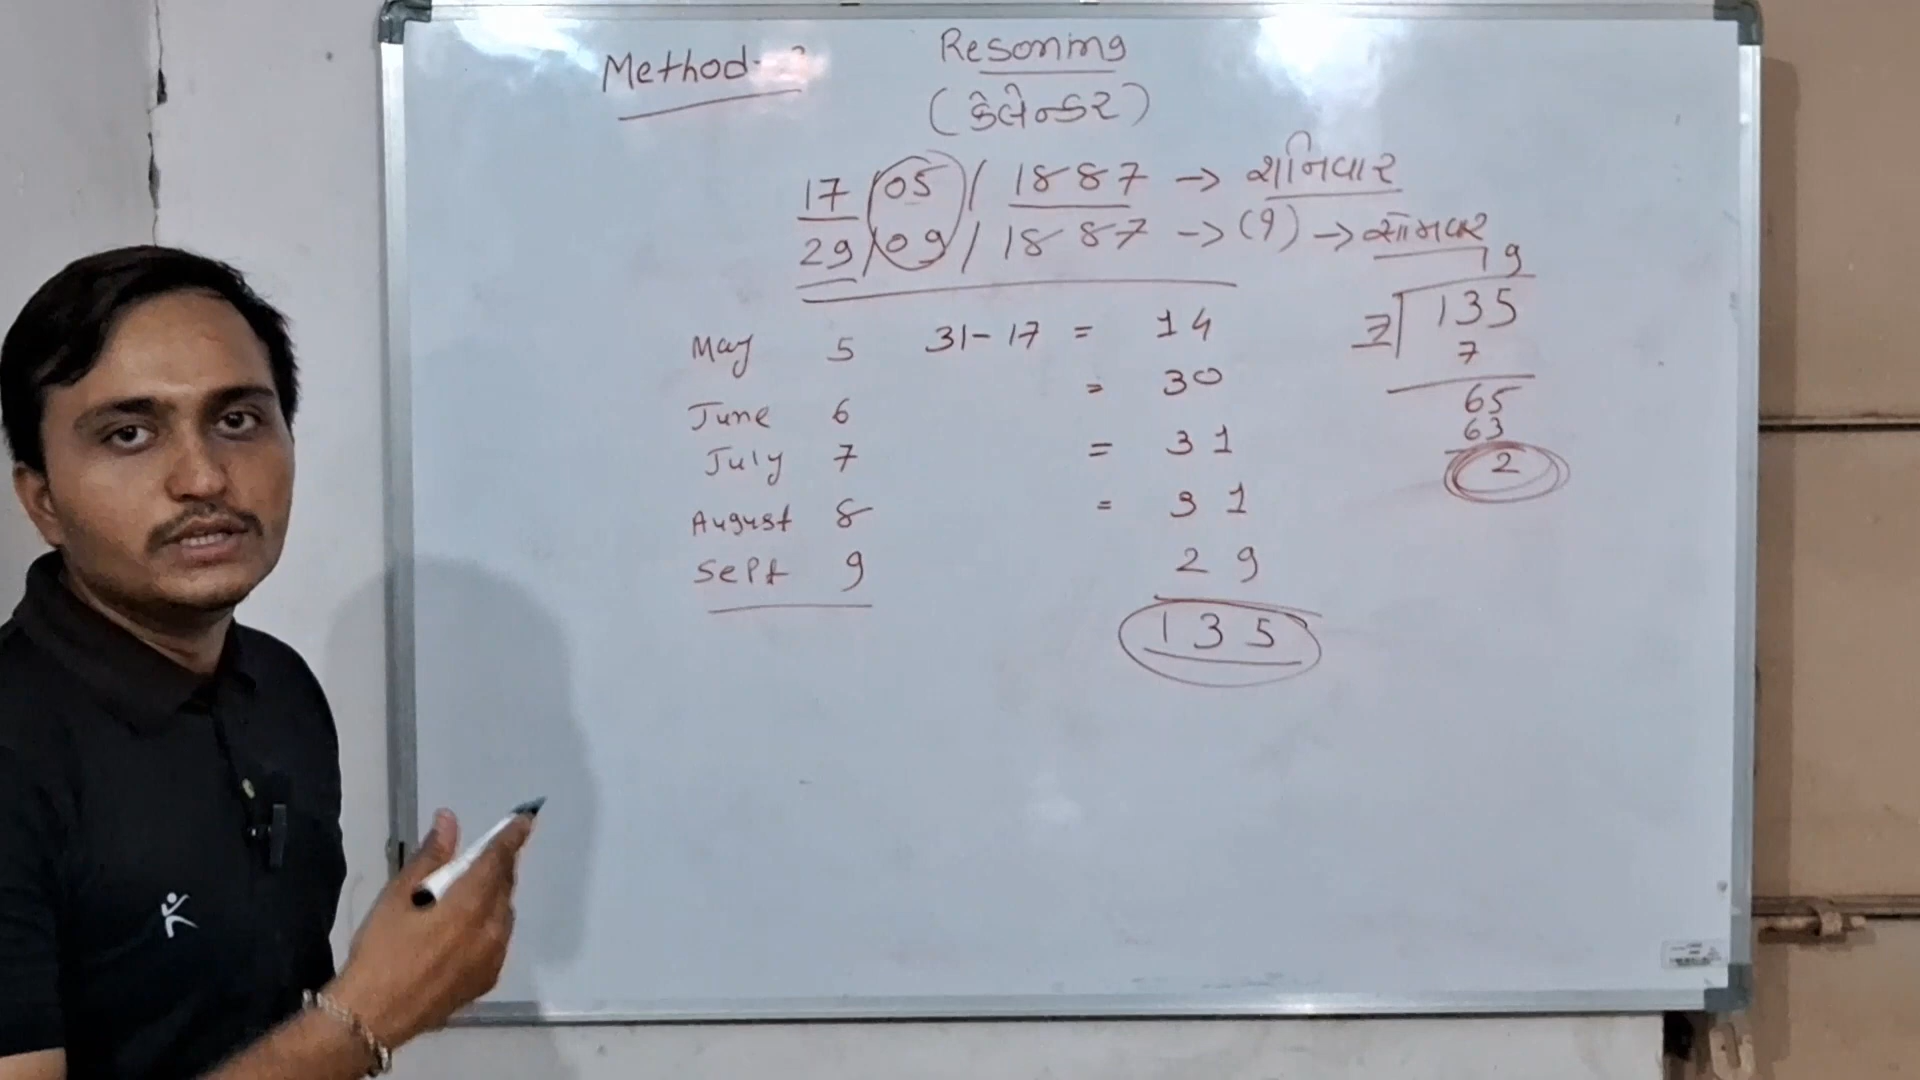 Method-
Resoning
(કેલેન્ડર)
17/05/1887 → શનિવાર
29/09/1887 → (૧) → સોમવાર
May 5 31-17 = 14
June 6 = 30
July 7 = 31
August 8 = 31
Sept 9 29
135
19
7 135
7
65
63
2